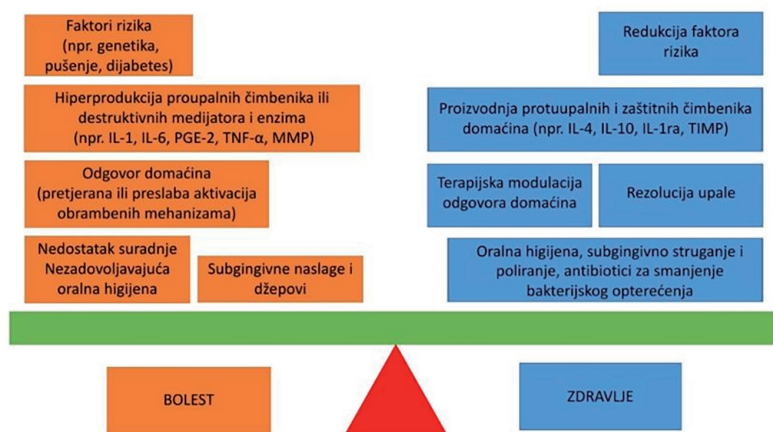 Faktori rizika
(npr. genetika,
pušenje, dijabetes)
Hiperprodukcija proupalnih čimbenika ili
destruktivnih medijatora i enzima
(npr. IL-1, IL-6, PGE-2, TNF-α, MMP)
Odgovor domaćina
(pretjerana ili preslaba aktivacija
obrambenih mehanizama)
Nedostatak suradnje
Nezadovoljavajuća
oralna higijena
Subgingivne naslage i
džepovi
Redukcija faktora
rizika
Proizvodnja protuupalnih i zaštitnih čimbenika
domaćina (npr. IL-4, IL-10, IL-1ra, TIMP)
Terapijska modulacija
odgovora domaćina
Rezolucija upale
Oralna higijena, subgingivno struganje i
poliranje, antibiotici za smanjenje
bakterijskog opterećenja
BOLEST
ZDRAVLJE